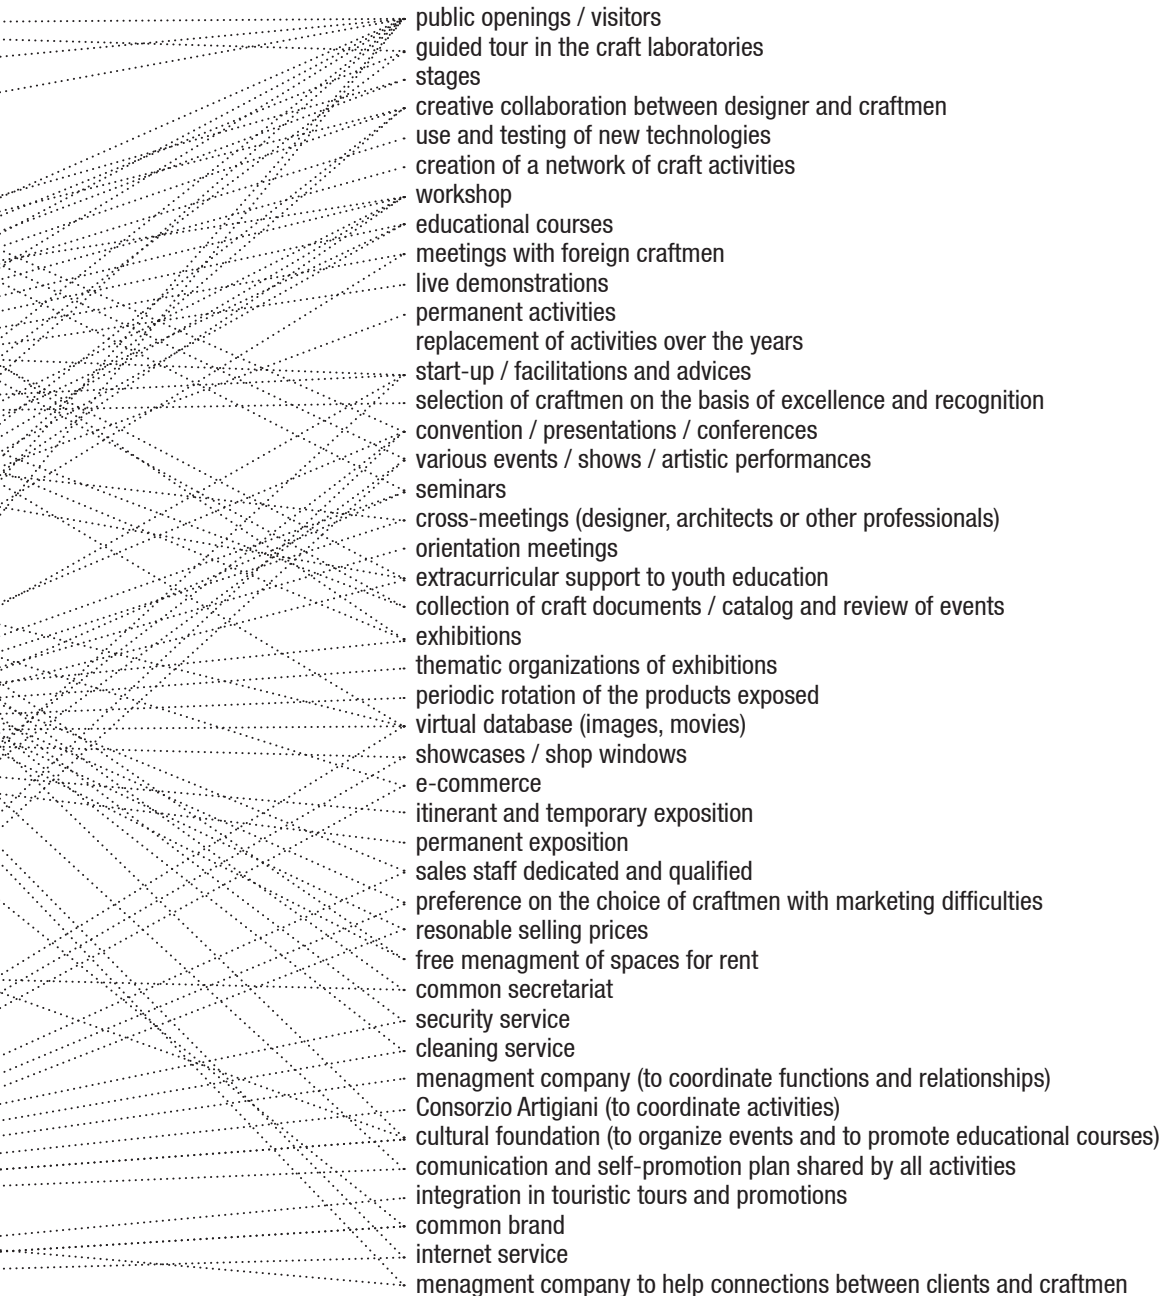 public openings / visitors
guided tour in the craft laboratories
stages
creative collaboration between designer and craftmen
use and testing of new technologies
creation of a network of craft activities
workshop
educational courses
meetings with foreign craftmen
live demonstrations
permanent activities
replacement of activities over the years
start-up / facilitations and advices
selection of craftmen on the basis of excellence and recognition
convention / presentations / conferences
various events / shows / artistic performances
seminars
cross-meetings (designer, architects or other professionals)
orientation meetings
extracurricular support to youth education
collection of craft documents / catalog and review of events
exhibitions
thematic organizations of exhibitions
periodic rotation of the products exposed
virtual database (images, movies)
showcases / shop windows
e-commerce
itinerant and temporary exposition
permanent exposition
sales staff dedicated and qualified
preference on the choice of craftmen with marketing difficulties
resonable selling prices
free menagment of spaces for rent
common secretariat
security service
cleaning service
menagment company (to coordinate functions and relationships)
Consorzio Artigiani (to coordinate activities)
cultural foundation (to organize events and to promote educational courses)
comunication and self-promotion plan shared by all activities
integration in touristic tours and promotions
common brand
internet service
menagment company to help connections between clients and craftmen